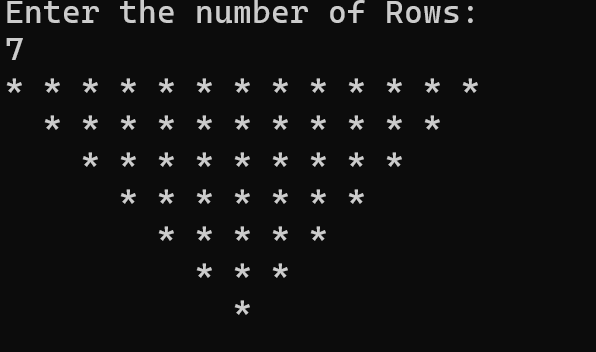 Enter the number of Rows:
7
* * * * * * * * * * * * *
  * * * * * * * * * * *
    * * * * * * * * *
      * * * * * * *
        * * * * *
          * * *
            *